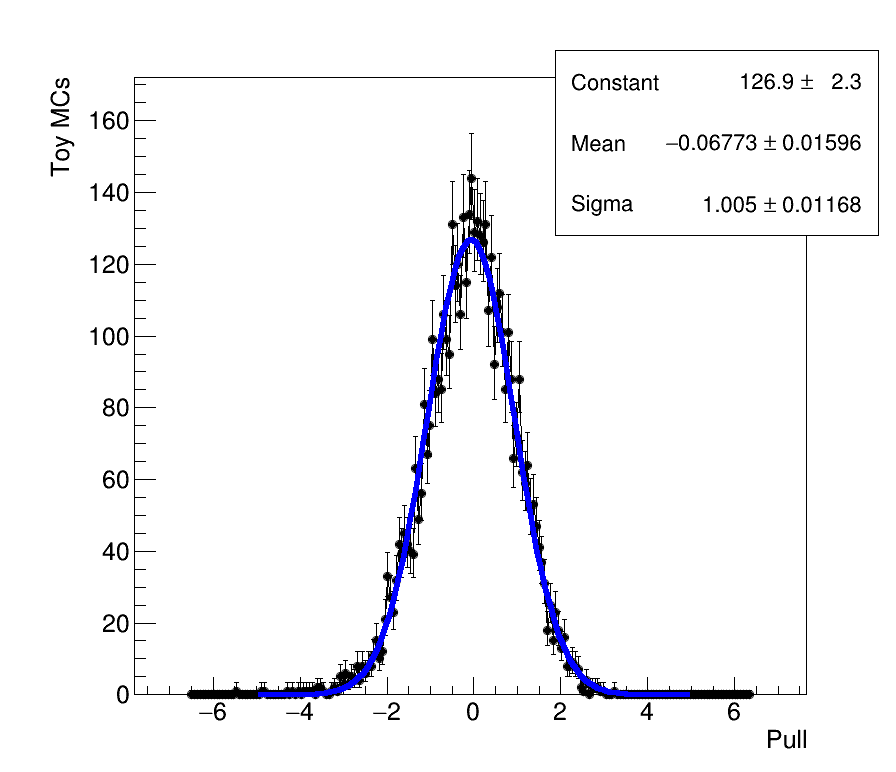 Constant 126.9 ± 2.3
Mean −0.06773 ± 0.01596
Sigma 1.005 ± 0.01168
Toy MCs
160
140
120
100
80
60
40
20
0
−6 −4 −2 0 2 4 6
Pull